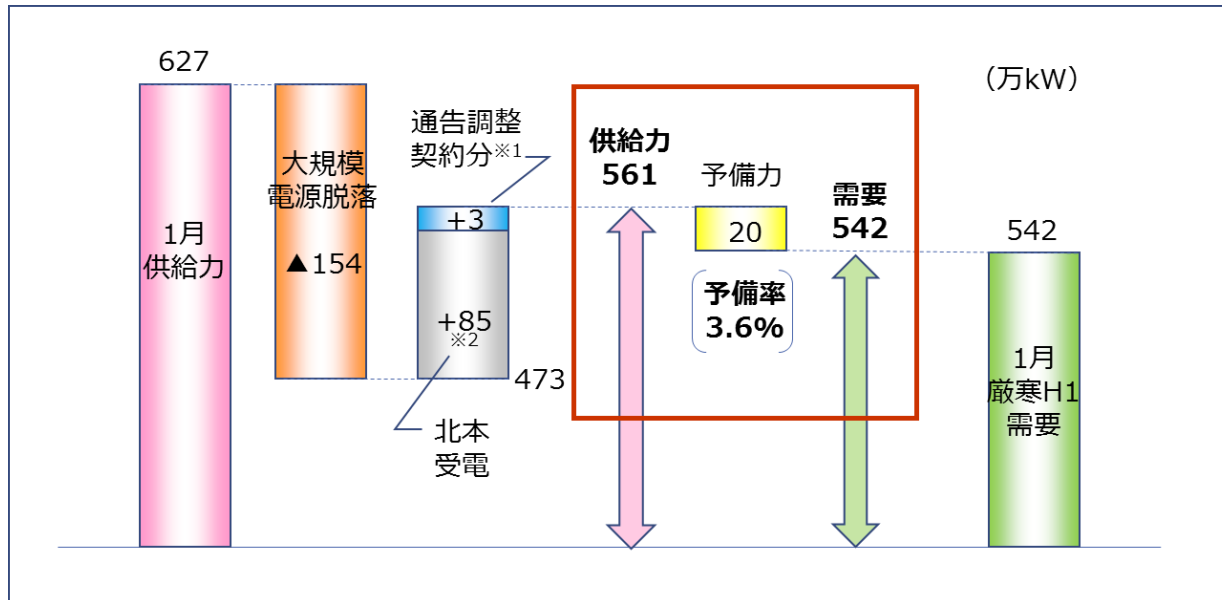 627
1月
供給力
大規模
電源脱落
▲154
通告調整
契約分※1
+3
+85
※2
473
北本
受電
供給力
561
予備力
20
予備率
3.6%
需要
542
(万kW)
542
1月
厳寒H1
需要